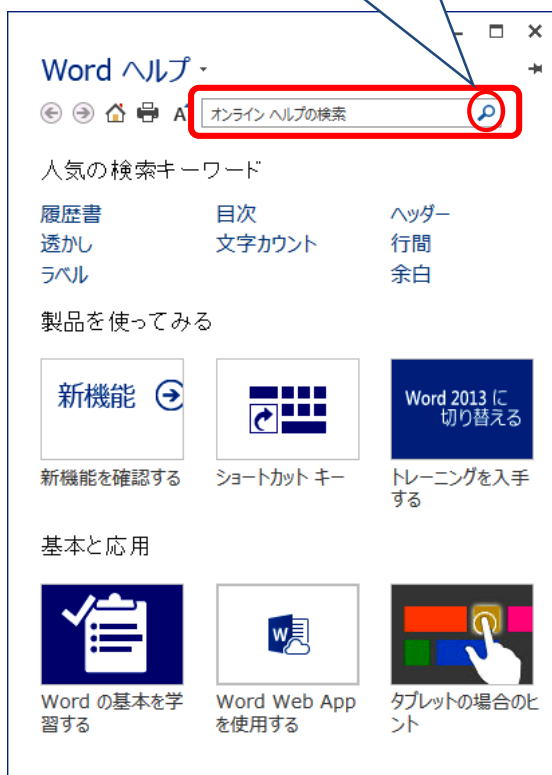 Word ヘルプ
A
オンライン ヘルプの検索
人気の検索キーワード
履歴書 目次 ヘッダー
透かし 文字カウント 行間
ラベル 余白
製品を使ってみる
新機能
Word 2013 に
切り替える
新機能を確認する ショートカット キー トレーニングを入手
する
基本と応用
W
Word の基本を学 Word Web App タブレットの場合のヒ
習する を使用する ント